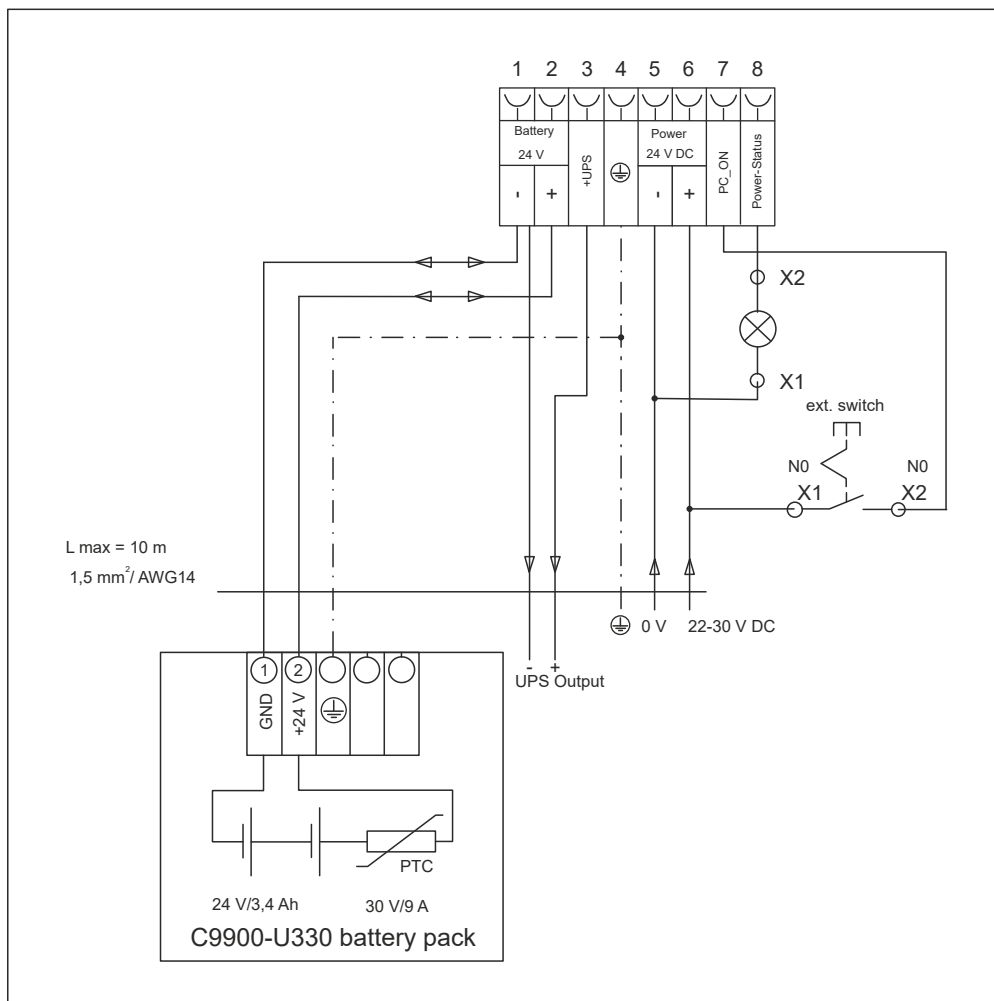 1 2 3 4 5 6 7 8
Battery
24 V
- +
+UPS
Power
24 V DC
- +
PC_ON
Power-Status
X2
X1
ext. switch
N0 N0
X1 X2
L max = 10 m
1,5 mm²/ AWG14
0 V 22-30 V DC
- +
UPS Output
1 2
GND
+24 V
PTC
24 V/3,4 Ah 30 V/9 A
C9900-U330 battery pack